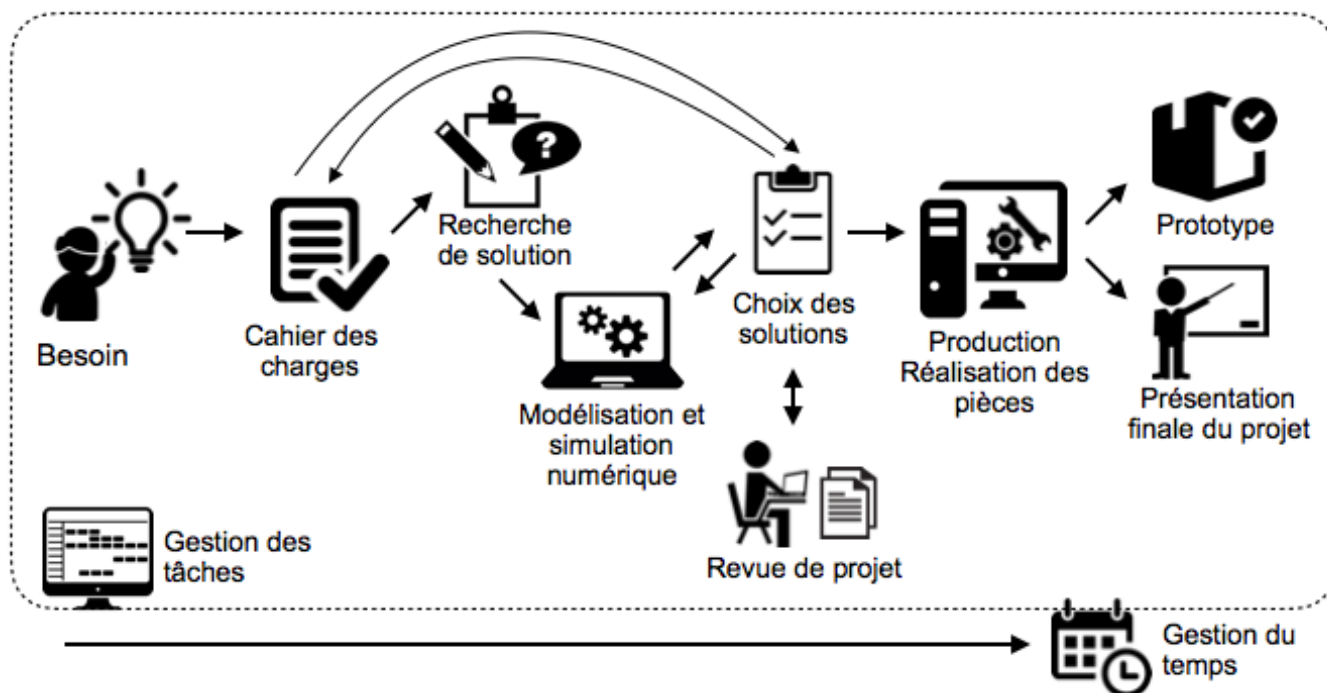 ?
Besoin
Cahier des
charges
Recherche
de solution
Modélisation et
simulation
numérique
Choix des
solutions
Revue de projet
Production
Réalisation des
pièces
Prototype
Présentation
finale du projet
Gestion des
tâches
Gestion du
temps